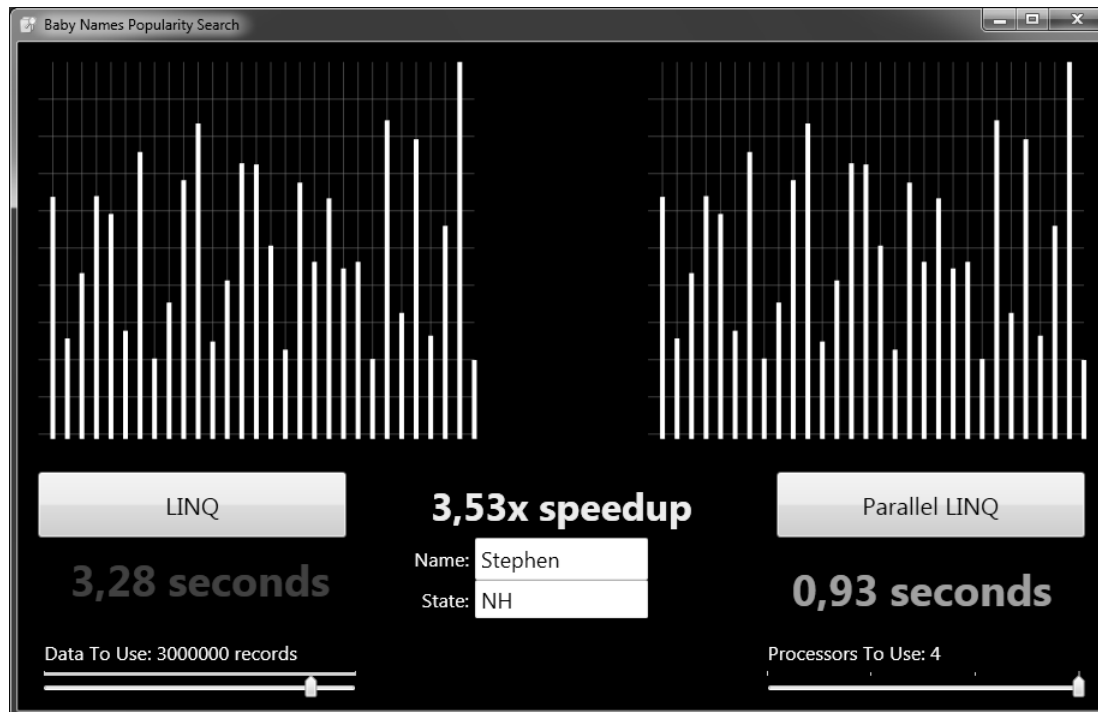 Baby Names Popularity Search
LINQ
3,53x speedup
Parallel LINQ
Name: Stephen
State: NH
3,28 seconds
0,93 seconds
Data To Use: 3000000 records
Processors To Use: 4